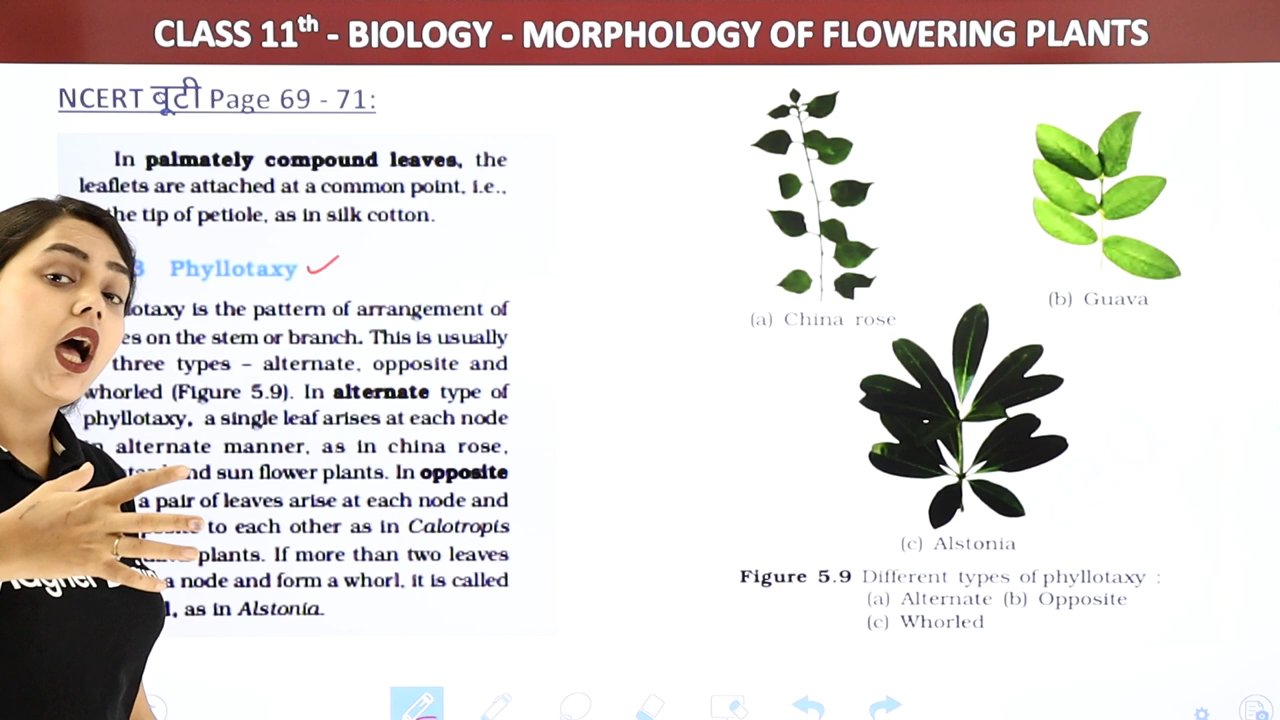 CLASS 11th - BIOLOGY - MORPHOLOGY OF FLOWERING PLANTS
NCERT बूटी Page 69 - 71:
In palmately compound leaves, the
leaflets are attached at a common point, i.e.,
the tip of petiole, as in silk cotton.
3 Phyllotaxy
is the pattern of arrangement of
on the stem or branch. This is usually
three types – alternate, opposite and
whorled (Figure 5.9). In alternate type of
phyllotaxy, a single leaf arises at each node
alternate manner, as in china rose,
sun flower plants. In opposite
a pair of leaves arise at each node and
to each other as in Calotropis
plants. If more than two leaves
a node and form a whorl, it is called
as in Alstonia.
(a) China rose
(b) Guava
(c) Alstonia
Figure 5.9 Different types of phyllotaxy :
(a) Alternate (b) Opposite
(c) Whorled